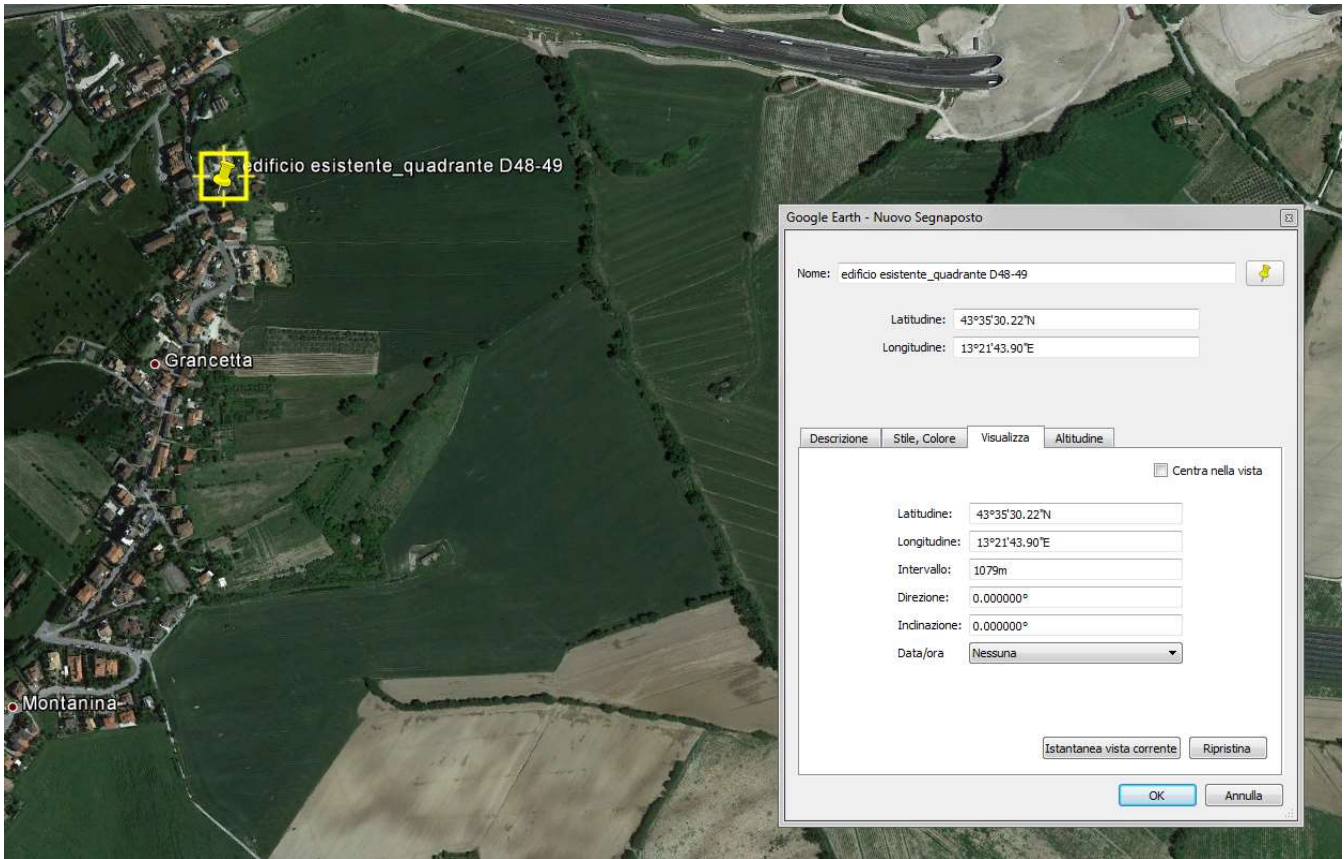 edificio esistente_quadrante D48-49
Grancetta
Montanina
Google Earth - Nuovo Segnaposto
Nome: edificio esistente_quadrante D48-49
Latitudine: 43°35'30.22"N
Longitudine: 13°21'43.90"E
Descrizione Stile, Colore Visualizza Altitudine
Centra nella vista
Latitudine: 43°35'30.22"N
Longitudine: 13°21'43.90"E
Intervallo: 1079m
Direzione: 0.000000°
Inclinazione: 0.000000°
Data/ora Nessuna
Istantanea vista corrente Ripristina
OK Annulla